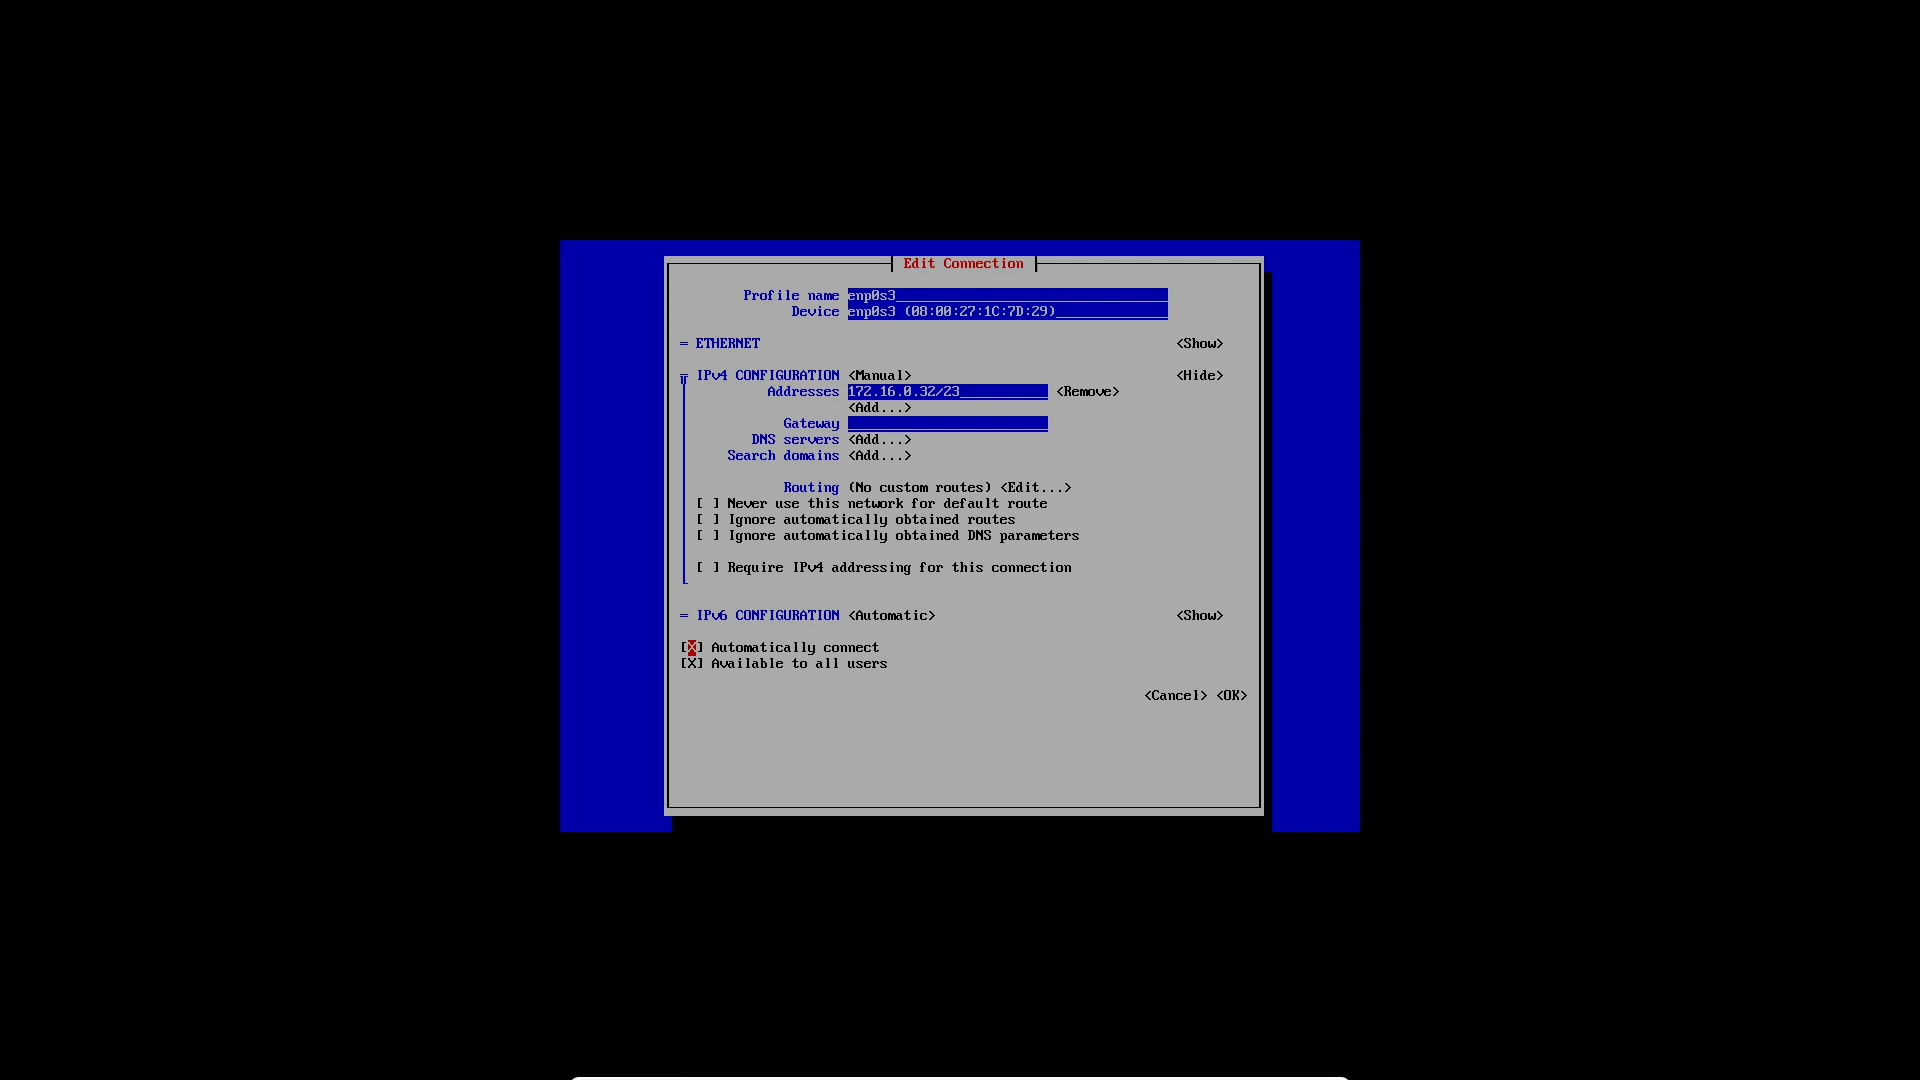 Edit Connection
Profile name enp0s3
Device enp0s3 (08:00:27:1C:7D:29)
= ETHERNET <Show>
IPv4 CONFIGURATION <Manual> <Hide>
Addresses 172.16.0.32/23 <Remove>
<Add...>
Gateway
DNS servers <Add...>
Search domains <Add...>
Routing (No custom routes) <Edit...>
[ ] Never use this network for default route
[ ] Ignore automatically obtained routes
[ ] Ignore automatically obtained DNS parameters
[ ] Require IPv4 addressing for this connection
= IPv6 CONFIGURATION <Automatic> <Show>
[X] Automatically connect
[X] Available to all users
<Cancel> <OK>